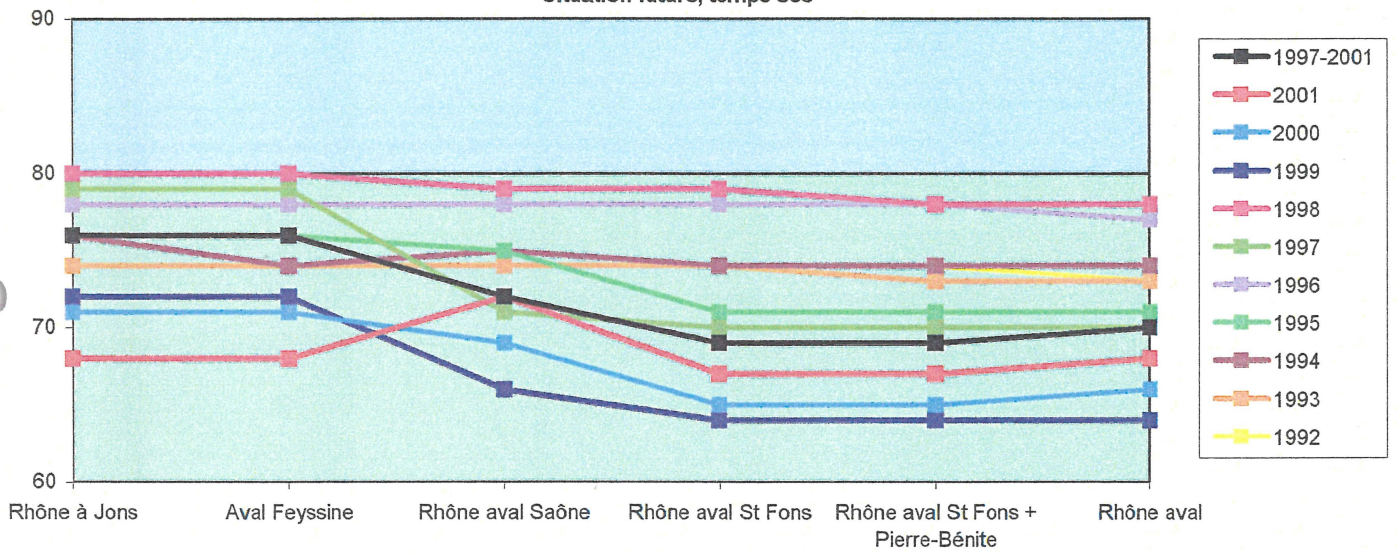 90
80
70
60
Rhône à Jons
Aval Feyssine
Rhône aval Saône
Rhône aval St Fons
Rhône aval St Fons +
Pierre-Bénite
Rhône aval
1997-2001
2001
2000
1999
1998
1997
1996
1995
1994
1993
1992